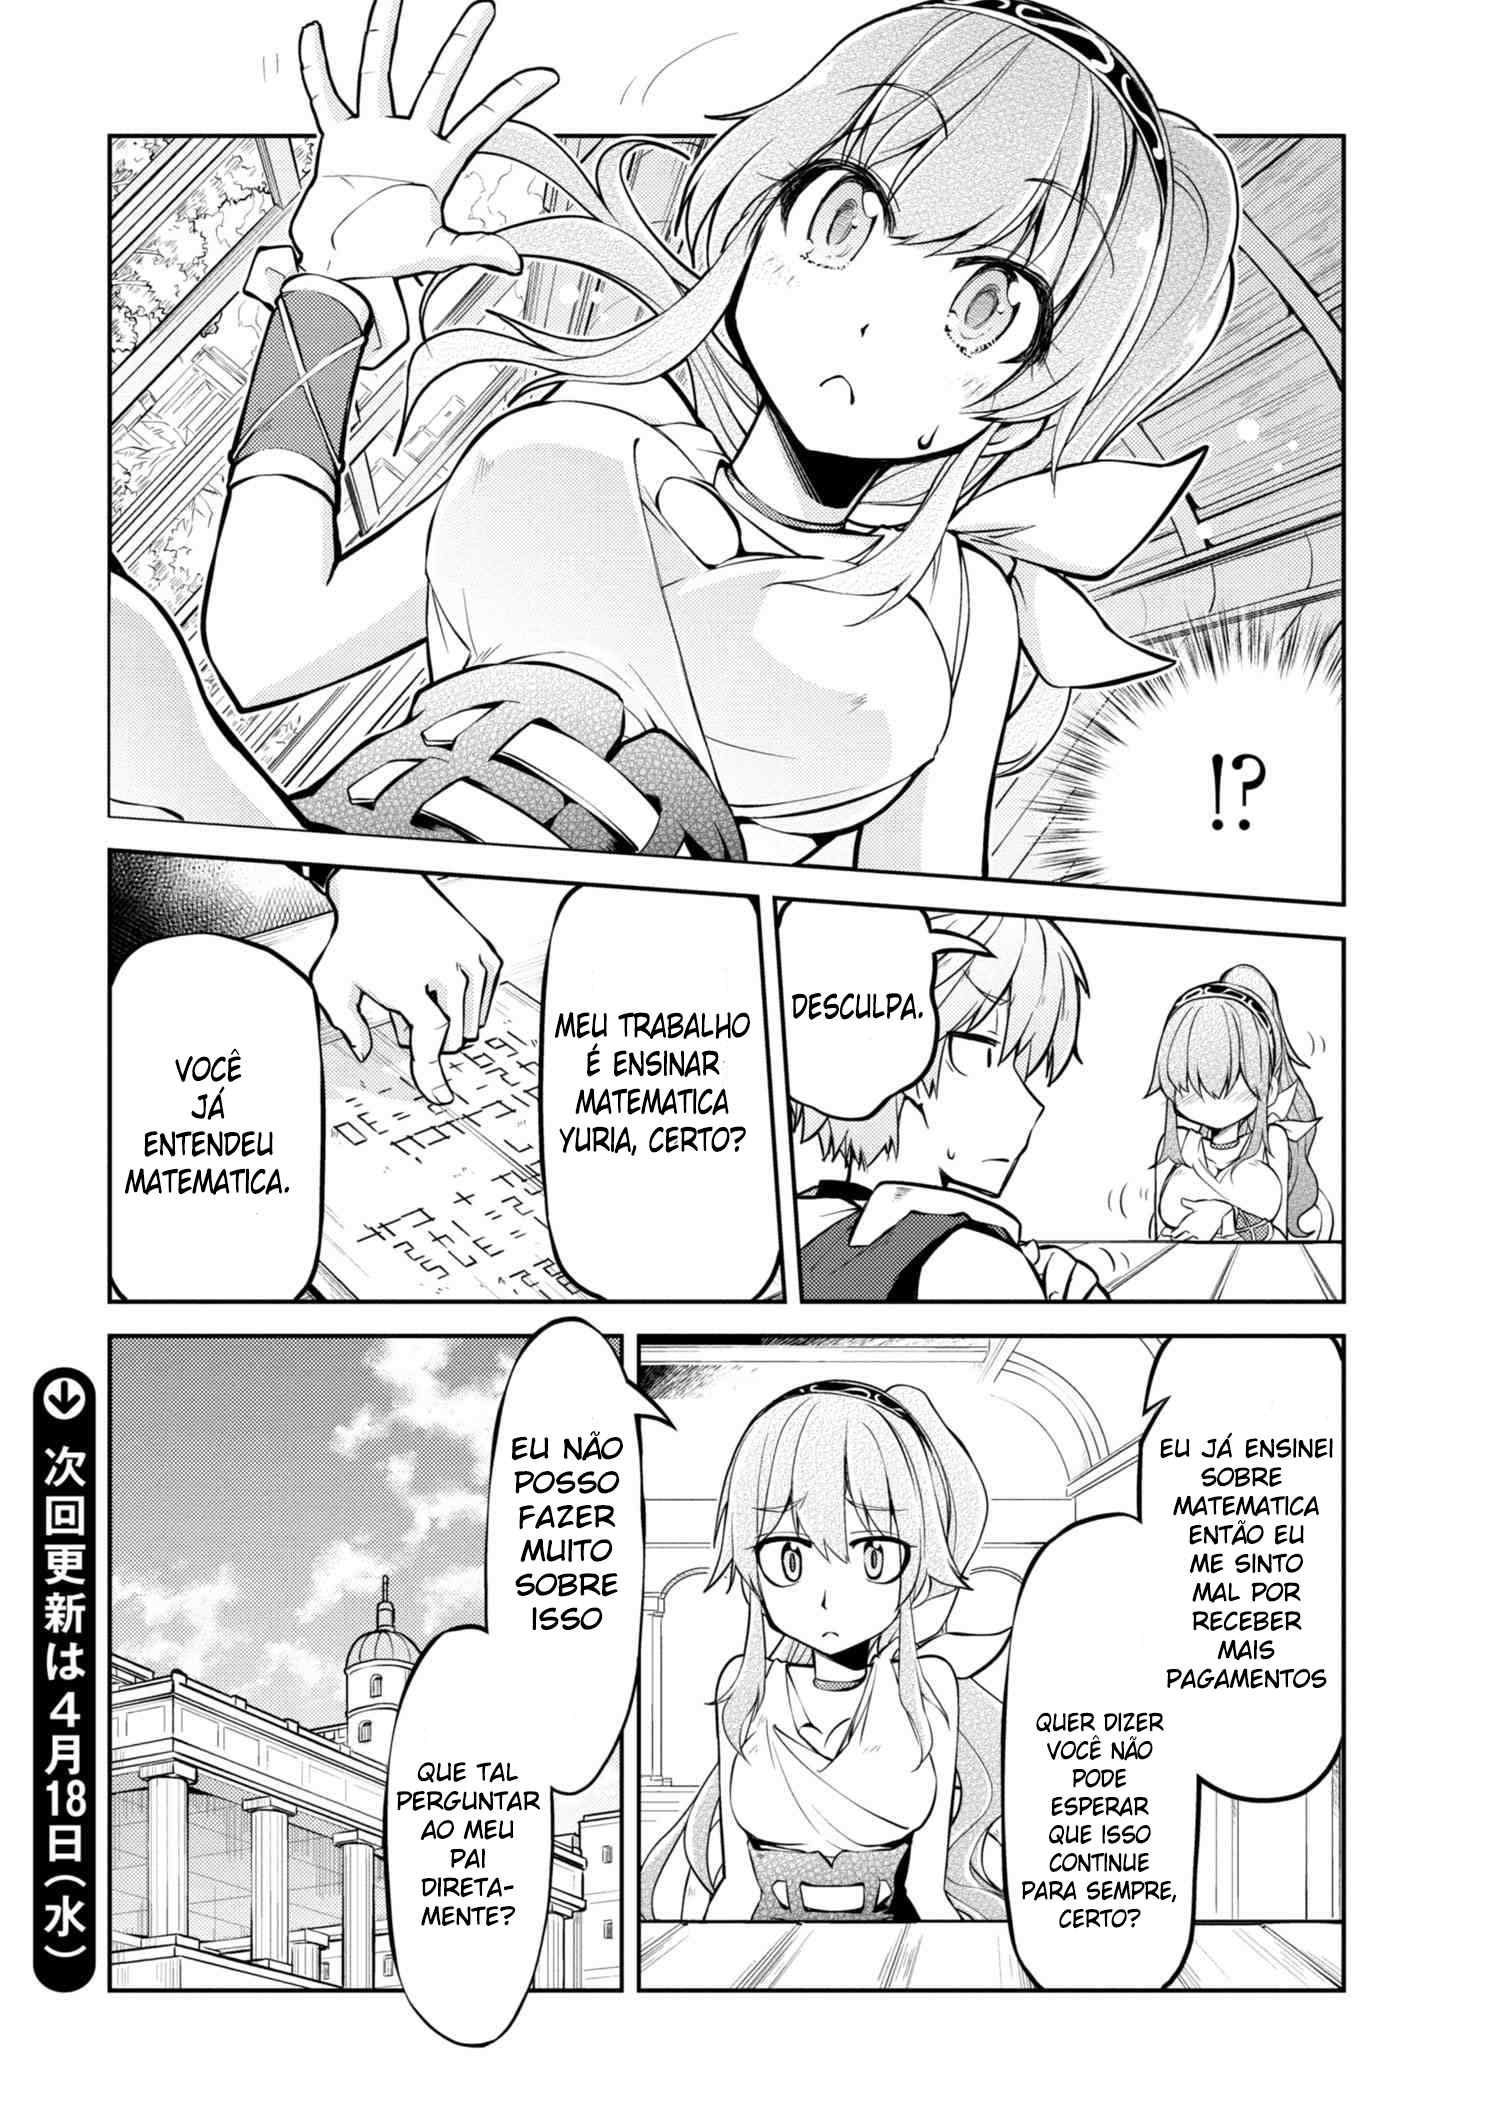 !?
DESCULPA.
MEU TRABALHO
É ENSINAR
MATEMATICA
YURIA, CERTO?
VOCÊ
JÁ
ENTENDEU
MATEMATICA.
EU JÁ ENSINEI
SOBRE
MATEMATICA
ENTÃO EU
ME SINTO
MAL POR
RECEBER
MAIS
PAGAMENTOS
QUER DIZER
VOCÊ NÃO
PODE
ESPERAR
QUE ISSO
CONTINUE
PARA SEMPRE,
CERTO?
EU NÃO
POSSO
FAZER
MUITO
SOBRE
ISSO
QUE TAL
PERGUNTAR
AO MEU
PAI
DIRETA-
MENTE?
次回更新は4月18日(水)